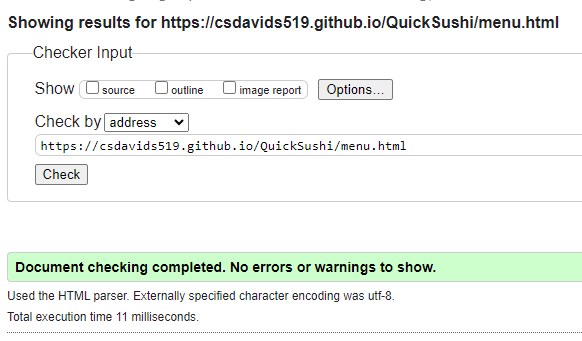 Showing results for https://csdavids519.github.io/QuickSushi/menu.html
Checker Input
Show source outline image report Options...
Check by address
https://csdavids519.github.io/QuickSushi/menu.html
Check
Document checking completed. No errors or warnings to show.
Used the HTML parser. Externally specified character encoding was utf-8.
Total execution time 11 milliseconds.